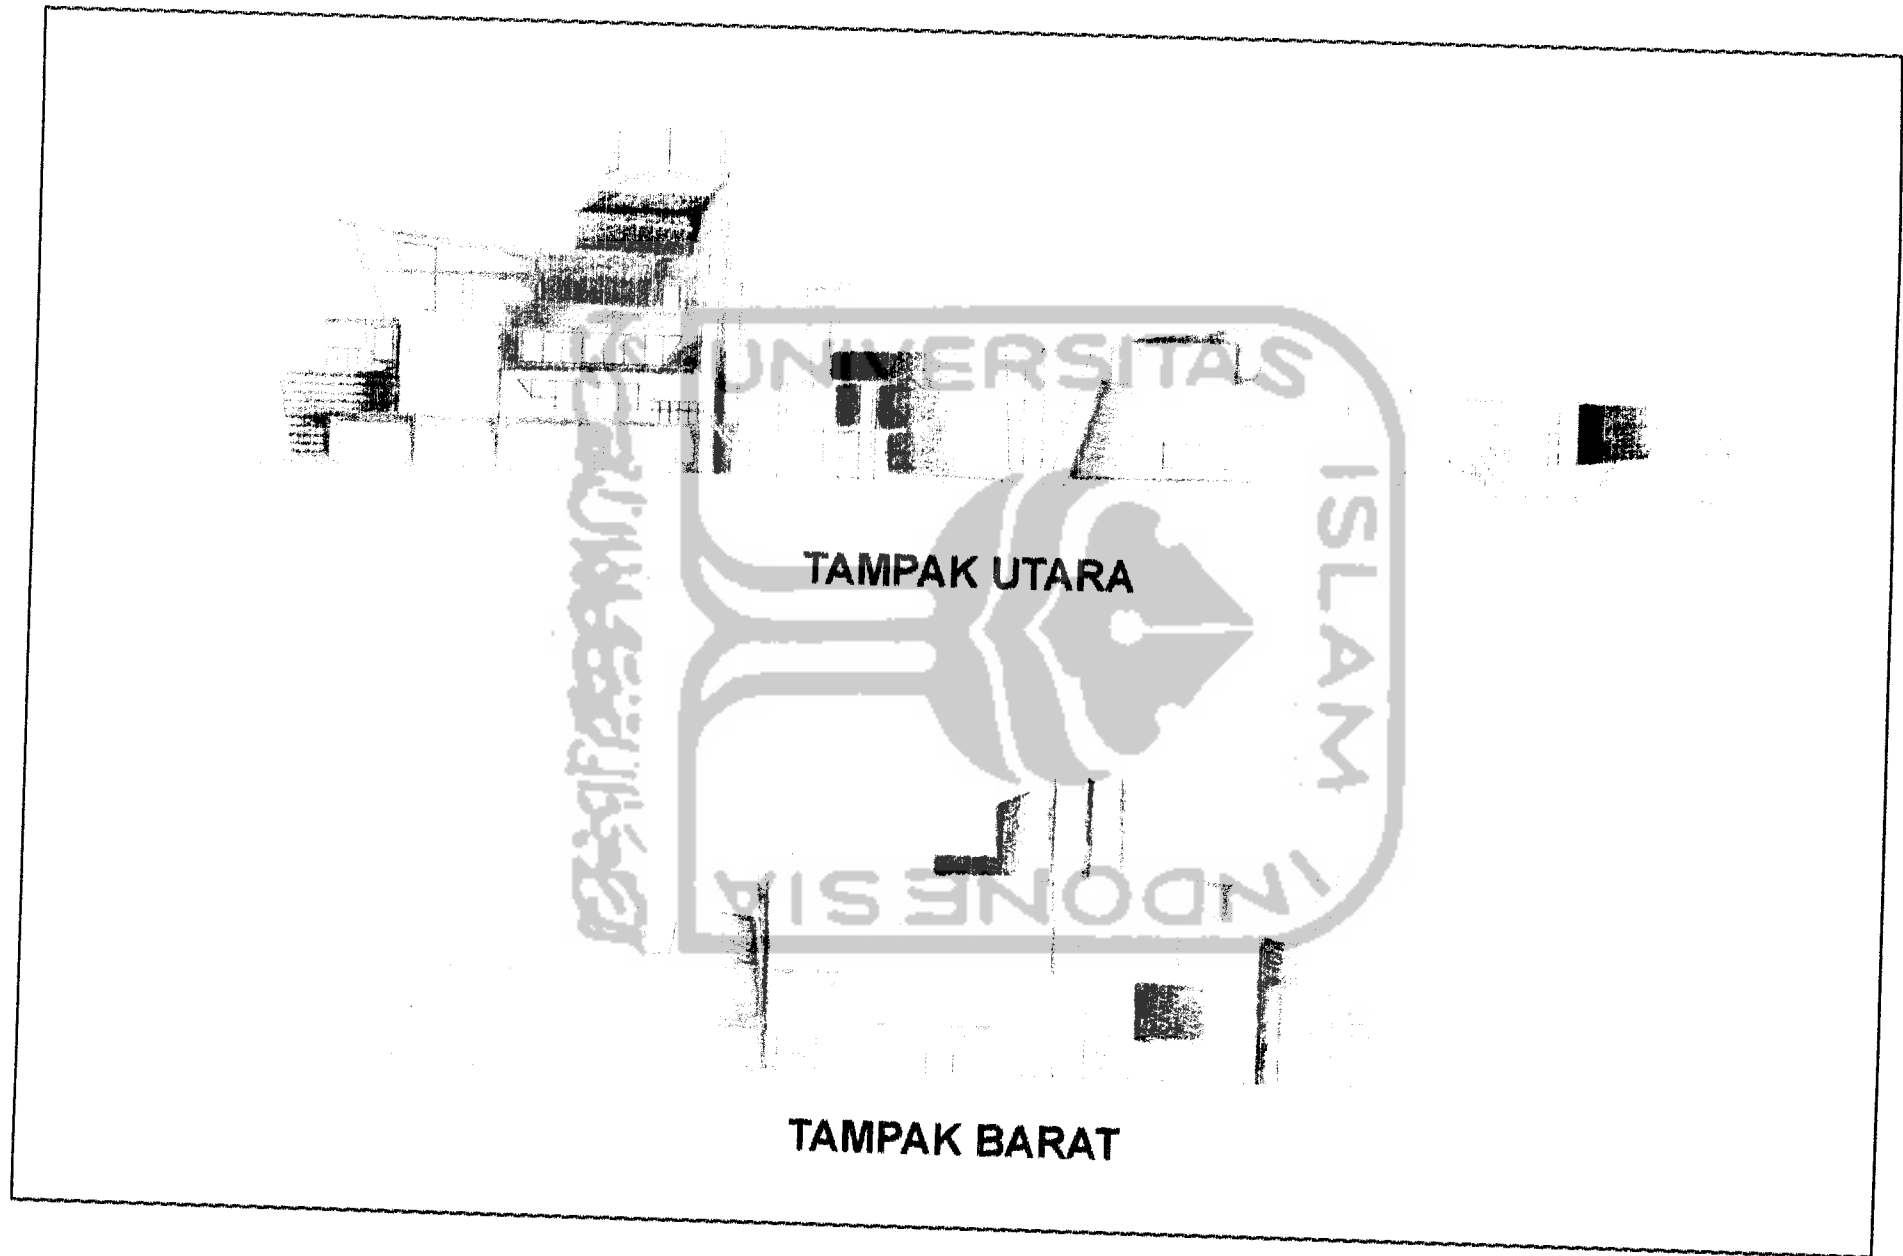 UNIVERSITAS
ISLAM
INDONESIA
TAMPAK UTARA
TAMPAK BARAT